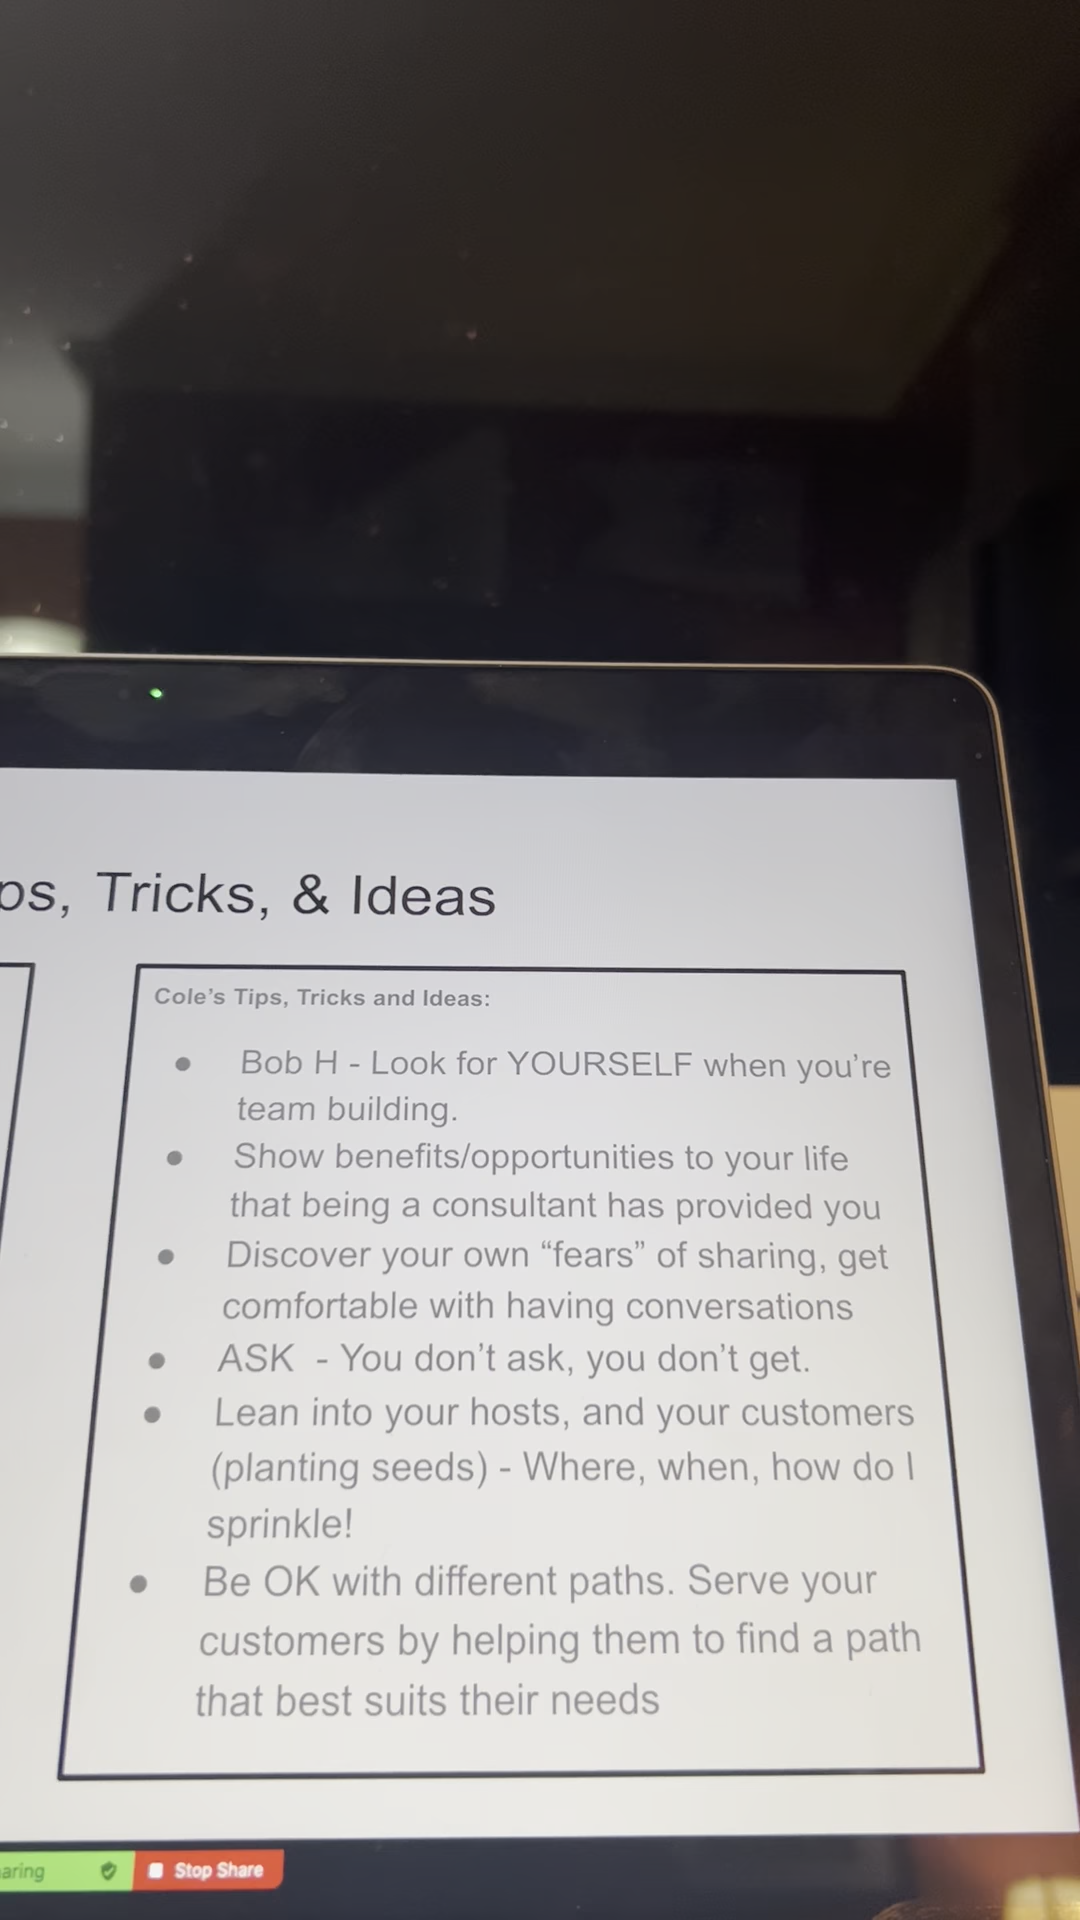 ps, Tricks, & Ideas
Cole's Tips, Tricks and Ideas:
● Bob H - Look for YOURSELF when you're
team building.
● Show benefits/opportunities to your life
that being a consultant has provided you
● Discover your own “fears” of sharing, get
comfortable with having conversations
● ASK - You don't ask, you don't get.
● Lean into your hosts, and your customers
(planting seeds) - Where, when, how do I
sprinkle!
● Be OK with different paths. Serve your
customers by helping them to find a path
that best suits their needs
aring
Stop Share